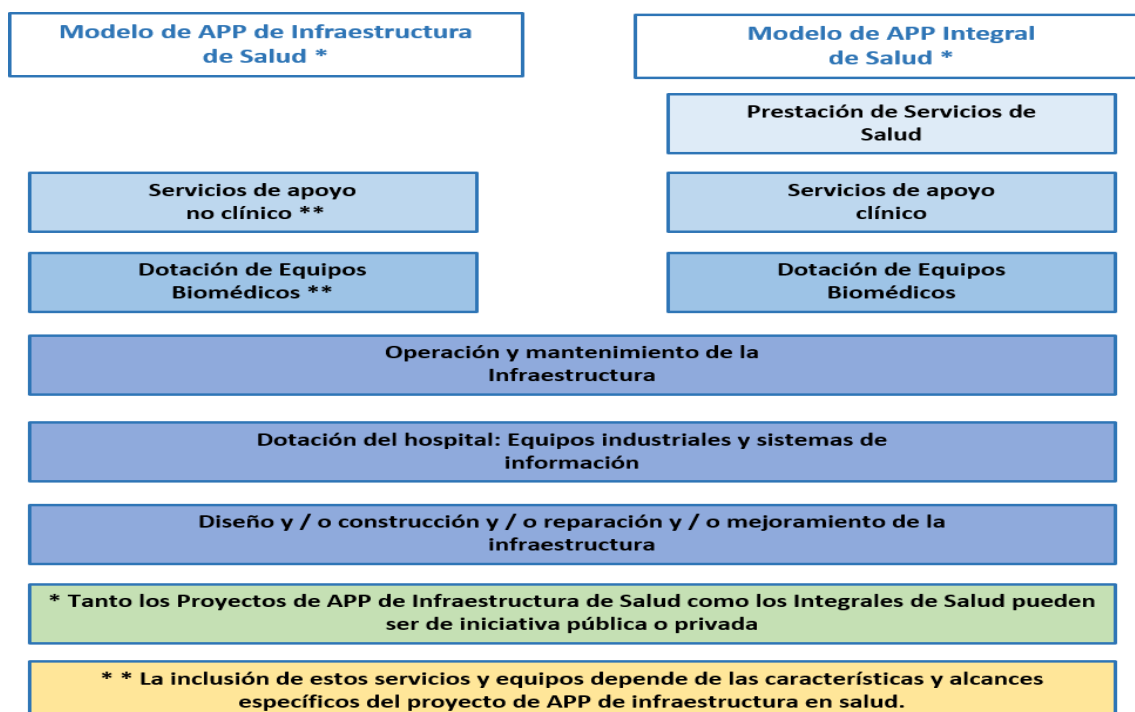 Modelo de APP de Infraestructura
de Salud *
Modelo de APP Integral
de Salud *
Prestación de Servicios de
Salud
Servicios de apoyo
no clínico **
Servicios de apoyo
clínico
Dotación de Equipos
Biomédicos **
Dotación de Equipos
Biomédicos
Operación y mantenimiento de la
Infraestructura
Dotación del hospital: Equipos industriales y sistemas de
información
Diseño y / o construcción y / o reparación y / o mejoramiento de la
infraestructura
* Tanto los Proyectos de APP de Infraestructura de Salud como los Integrales de Salud pueden
ser de iniciativa pública o privada
* * La inclusión de estos servicios y equipos depende de las características y alcances
específicos del proyecto de APP de infraestructura en salud.